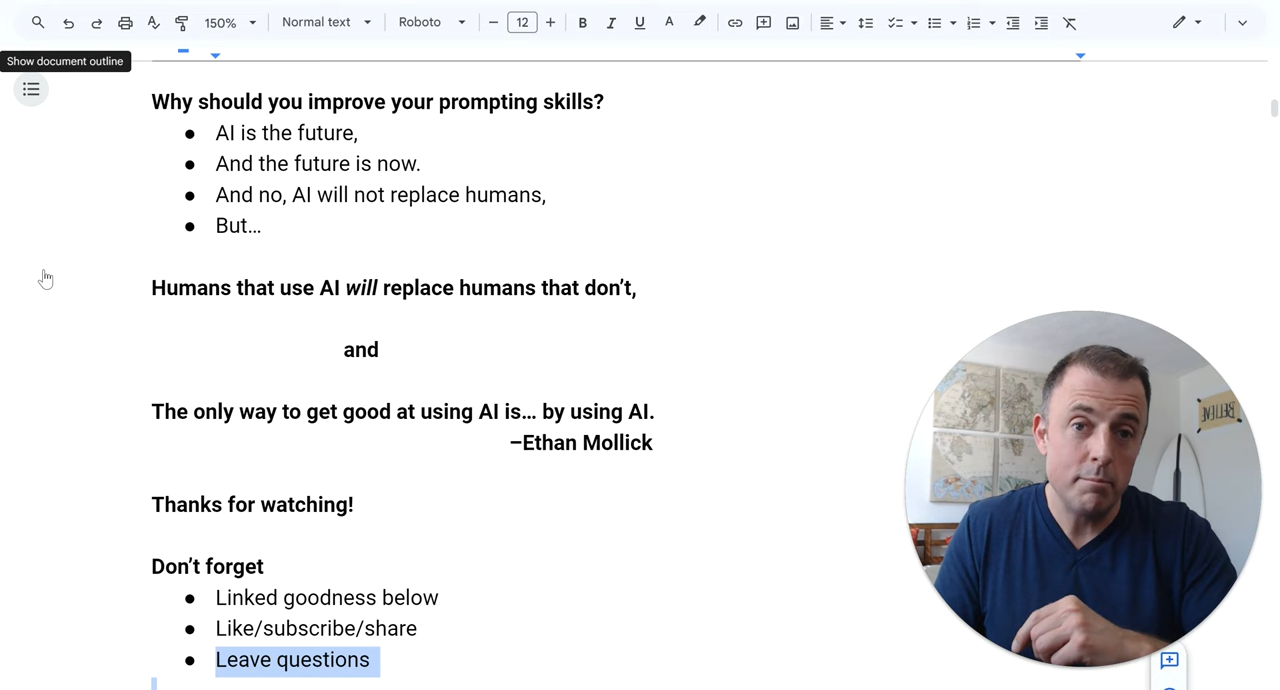 150%
Normal text
Roboto
12
B
I
U
A
Show document outline
Why should you improve your prompting skills?
● AI is the future,
● And the future is now.
● And no, AI will not replace humans,
● But…
Humans that use AI will replace humans that don’t,
and
The only way to get good at using AI is… by using AI.
–Ethan Mollick
BELIEVE
Thanks for watching!
Don’t forget
● Linked goodness below
● Like/subscribe/share
● Leave questions